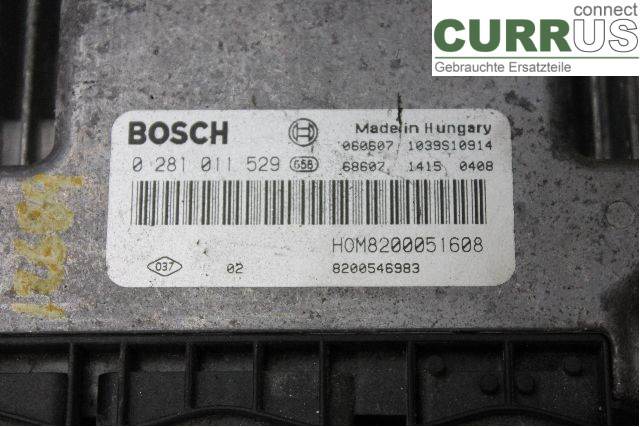 connect
CURRUS
Gebrauchte Ersatzteile
BOSCH
Made in Hungary
060607 1039S10914
0 281 011 529 G58
68607 1415 0408
HOM8200051608
037 02 8200546983